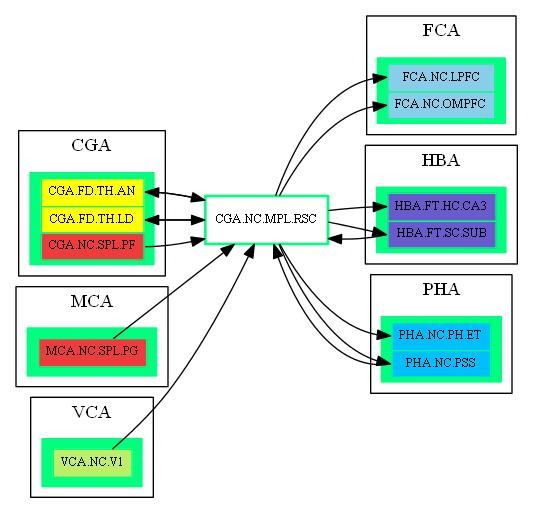 FCA
FCA.NC.LPFC
FCA.NC.OMPFC
CGA
CGA.FD.TH.AN
CGA.FD.TH.LD
CGA.NC.SPL.PF
CGA.NC.MPL.RSC
HBA
HBA.FT.HC.CA3
HBA.FT.SC.SUB
MCA
MCA.NC.SPL.PG
PHA
PHA.NC.PH.ET
PHA.NC.PSS
VCA
VCA.NC.V1